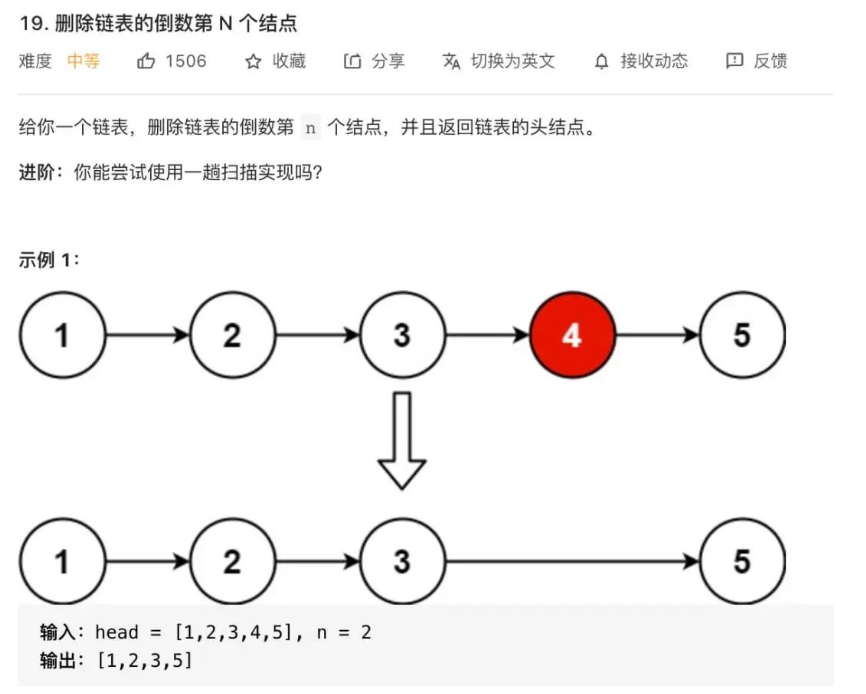 19. 删除链表的倒数第 N 个结点
难度 中等 1506 收藏 分享 切换为英文 接收动态 反馈
给你一个链表，删除链表的倒数第 n 个结点，并且返回链表的头结点。
进阶：你能尝试使用一趟扫描实现吗？
示例 1：
1 2 3 4 5
1 2 3 5
输入：head = [1,2,3,4,5], n = 2
输出：[1,2,3,5]